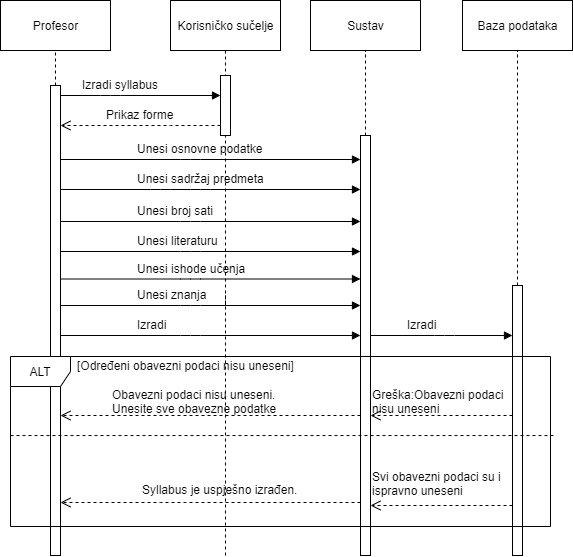 Profesor
Korisničko sučelje
Sustav
Baza podataka
Izradi syllabus
Prikaz forme
Unesi osnovne podatke
Unesi sadržaj predmeta
Unesi broj sati
Unesi literaturu
Unesi ishode učenja
Unesi znanja
Izradi
Izradi
ALT
[Određeni obavezni podaci nisu uneseni]
Obavezni podaci nisu uneseni.
Unesite sve obavezne podatke
Greška:Obavezni podaci
nisu uneseni
Syllabus je uspješno izrađen.
Svi obavezni podaci su i
ispravno uneseni